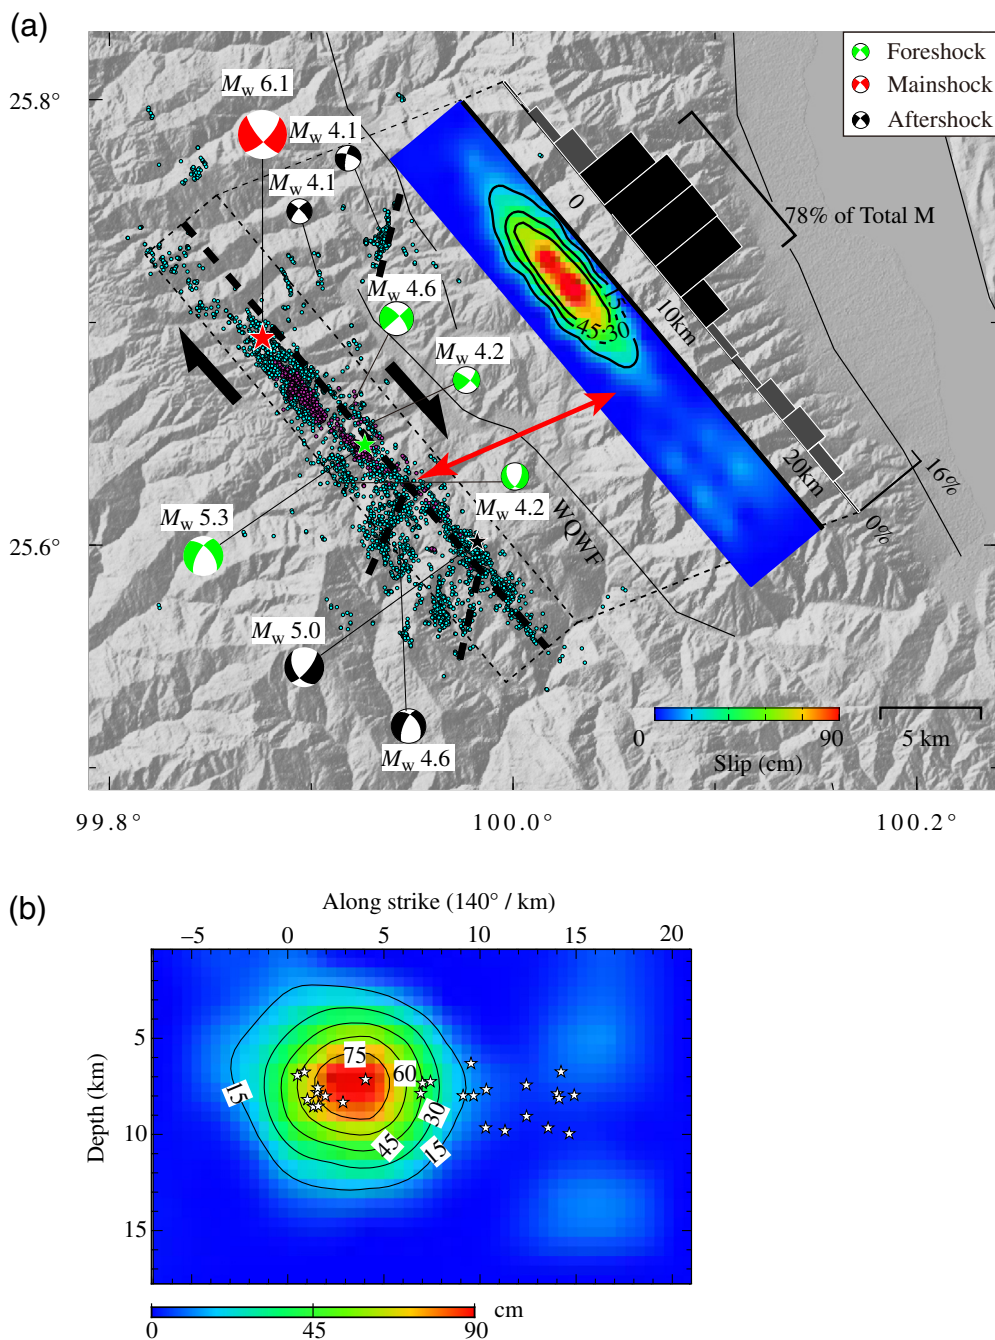 (a)
Foreshock
Mainshock
Aftershock
25.8°
Mw 6.1
Mw 4.1
Mw 4.1
0
78% of Total M
Mw 4.6
15
45 30
10km
Mw 4.2
Mw 4.2
20km
16%
0%
WQWF
Mw 5.3
25.6°
Mw 5.0
Mw 4.6
0 90
Slip (cm)
5 km
99.8° 100.0° 100.2°
(b)
Along strike (140° / km)
−5 0 5 10 15 20
Depth (km)
5
10
15
75
60
15
30
45
15
cm
0 45 90